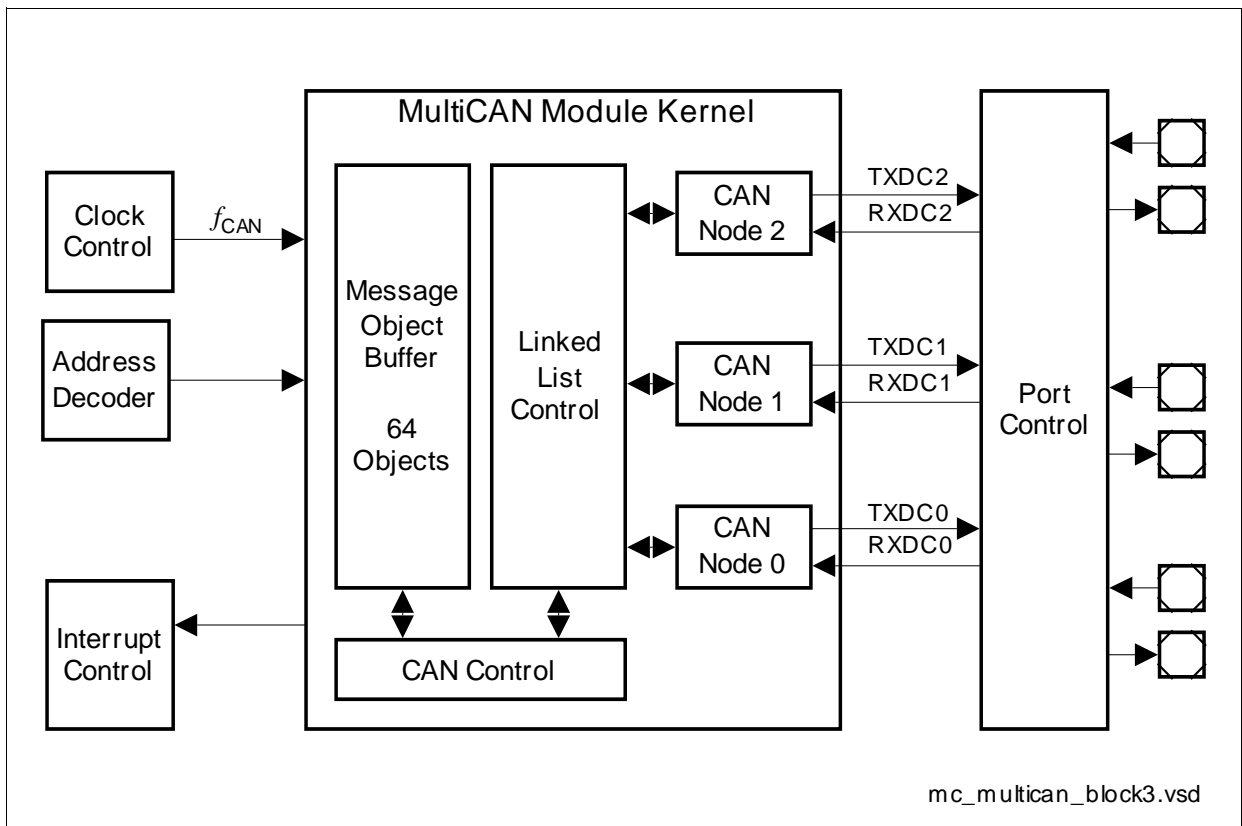 MultiCAN Module Kernel
Clock
Control
fCAN
Address
Decoder
Interrupt
Control
Message
Object
Buffer
64
Objects
Linked
List
Control
CAN Control
CAN
Node 2
CAN
Node 1
CAN
Node 0
TXDC2
RXDC2
TXDC1
RXDC1
TXDC0
RXDC0
Port
Control
mc_multican_block3.vsd